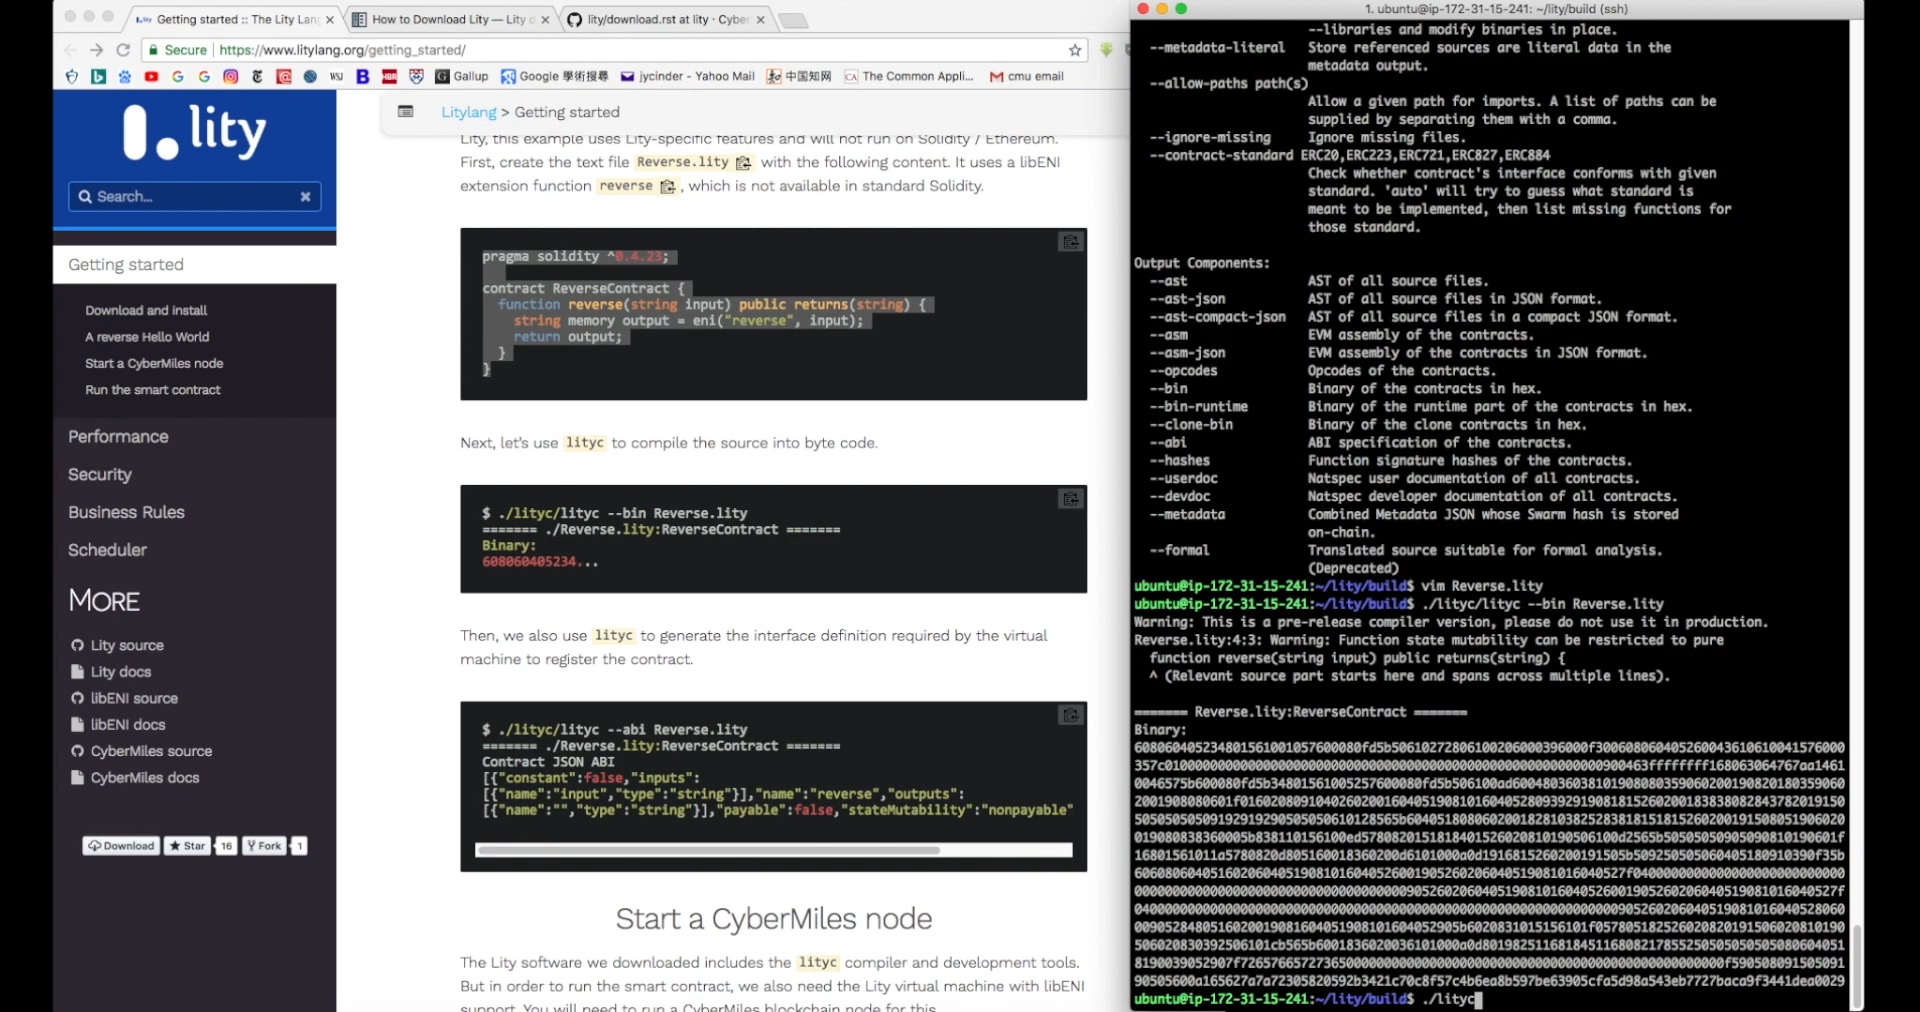 Getting started :: The Lity Lan
How to Download Lity — Lity d
lity/download.rst at lity · Cyber
Secure
https://www.litylang.org/getting_started/
WSJ
HBR
Gallup
Google 學術搜尋
jycinder - Yahoo Mail
中国知网
CA The Common Appli...
cmu email
lity
Search...
Getting started
Download and install
A reverse Hello World
Start a CyberMiles node
Run the smart contract
Performance
Security
Business Rules
Scheduler
MORE
Lity source
Lity docs
libENI source
libENI docs
CyberMiles source
CyberMiles docs
Download
Star
16
Fork
1
Litylang > Getting started
Lity, this example uses Lity-specific features and will not run on Solidity / Ethereum.
First, create the text file Reverse.lity with the following content. It uses a libENI
extension function reverse , which is not available in standard Solidity.
pragma solidity ^0.4.23;
contract ReverseContract {
function reverse(string input) public returns(string) {
string memory output = eni("reverse", input);
return output;
}
}
Next, let's use lityc to compile the source into byte code.
$ ./lityc/lityc --bin Reverse.lity
======= ./Reverse.lity:ReverseContract =======
Binary:
608060405234...
Then, we also use lityc to generate the interface definition required by the virtual
machine to register the contract.
$ ./lityc/lityc --abi Reverse.lity
======= ./Reverse.lity:ReverseContract =======
Contract JSON ABI
[{"constant":false,"inputs":
[{"name":"input","type":"string"}],"name":"reverse","outputs":
[{"name":"","type":"string"}],"payable":false,"stateMutability":"nonpayable"
Start a CyberMiles node
The Lity software we downloaded includes the lityc compiler and development tools.
But in order to run the smart contract, we also need the Lity virtual machine with libENI
support. You will need to run a CyberMiles blockchain node for this.
1. ubuntu@ip-172-31-15-241: ~/lity/build (ssh)
--libraries and modify binaries in place.
--metadata-literal Store referenced sources are literal data in the
metadata output.
--allow-paths path(s)
Allow a given path for imports. A list of paths can be
supplied by separating them with a comma.
--ignore-missing Ignore missing files.
--contract-standard ERC20,ERC223,ERC721,ERC827,ERC884
Check whether contract's interface conforms with given
standard. 'auto' will try to guess what standard is
meant to be implemented, then list missing functions for
those standard.
Output Components:
--ast AST of all source files.
--ast-json AST of all source files in JSON format.
--ast-compact-json AST of all source files in a compact JSON format.
--asm EVM assembly of the contracts.
--asm-json EVM assembly of the contracts in JSON format.
--opcodes Opcodes of the contracts.
--bin Binary of the contracts in hex.
--bin-runtime Binary of the runtime part of the contracts in hex.
--clone-bin Binary of the clone contracts in hex.
--abi ABI specification of the contracts.
--hashes Function signature hashes of the contracts.
--userdoc Natspec user documentation of all contracts.
--devdoc Natspec developer documentation of all contracts.
--metadata Combined Metadata JSON whose Swarm hash is stored
on-chain.
--formal Translated source suitable for formal analysis.
(Deprecated)
ubuntu@ip-172-31-15-241:~/lity/build$ vim Reverse.lity
ubuntu@ip-172-31-15-241:~/lity/build$ ./lityc/lityc --bin Reverse.lity
Warning: This is a pre-release compiler version, please do not use it in production.
Reverse.lity:4:3: Warning: Function state mutability can be restricted to pure
function reverse(string input) public returns(string) {
^ (Relevant source part starts here and spans across multiple lines).
======= Reverse.lity:ReverseContract =======
Binary:
ubuntu@ip-172-31-15-241:~/lity/build$ ./lityc